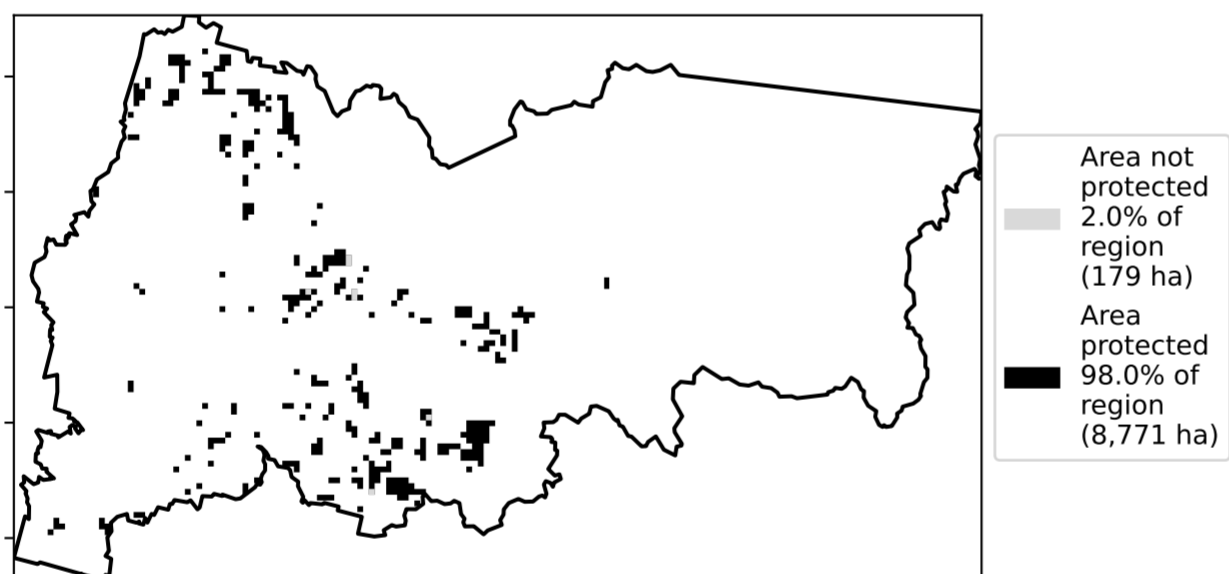 Area not
protected
2.0% of
region
(179 ha)
Area
protected
98.0% of
region
(8,771 ha)